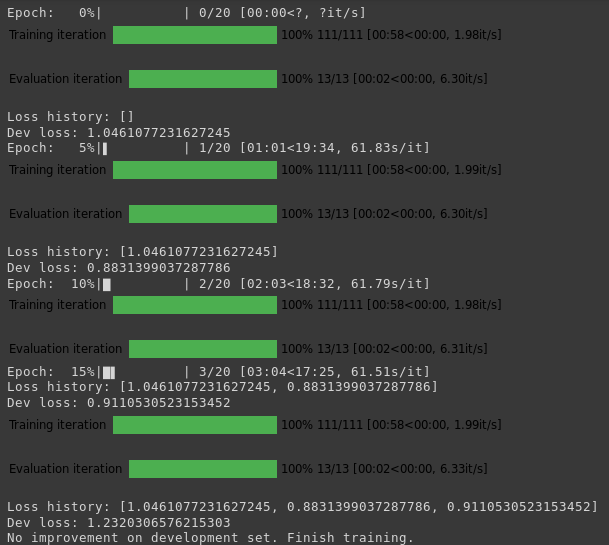 Epoch:   0%|          | 0/20 [00:00<?, ?it/s]
Training iteration 100% 111/111 [00:58<00:00, 1.98it/s]
Evaluation iteration 100% 13/13 [00:02<00:00, 6.30it/s]
Loss history: []
Dev loss: 1.0461077231627245
Epoch:   5%|▌         | 1/20 [01:01<19:34, 61.83s/it]
Training iteration 100% 111/111 [00:58<00:00, 1.99it/s]
Evaluation iteration 100% 13/13 [00:02<00:00, 6.30it/s]
Loss history: [1.0461077231627245]
Dev loss: 0.8831399037287786
Epoch:  10%|█         | 2/20 [02:03<18:32, 61.79s/it]
Training iteration 100% 111/111 [00:58<00:00, 1.98it/s]
Evaluation iteration 100% 13/13 [00:02<00:00, 6.31it/s]
Epoch:  15%|█▌        | 3/20 [03:04<17:25, 61.51s/it]
Loss history: [1.0461077231627245, 0.8831399037287786]
Dev loss: 0.9110530523153452
Training iteration 100% 111/111 [00:58<00:00, 1.99it/s]
Evaluation iteration 100% 13/13 [00:02<00:00, 6.33it/s]
Loss history: [1.0461077231627245, 0.8831399037287786, 0.9110530523153452]
Dev loss: 1.2320306576215303
No improvement on development set. Finish training.